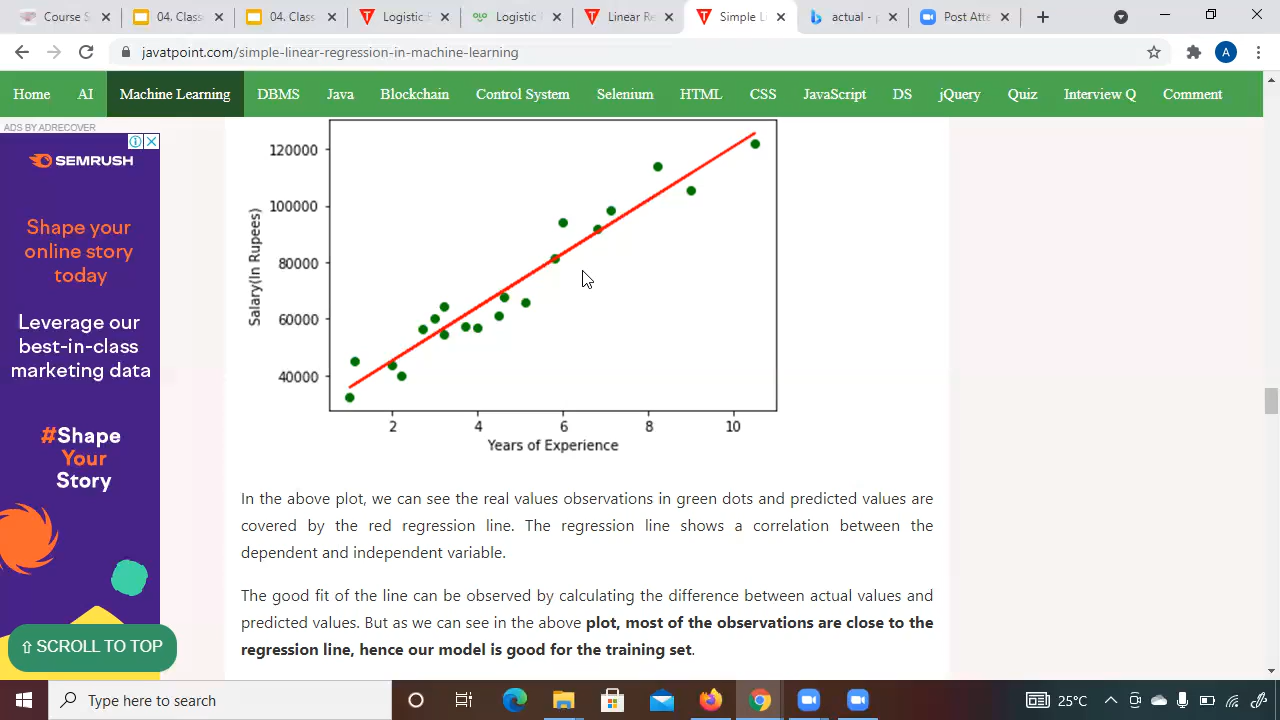 Course S
04. Class
04. Class
Logistic F
Logistic I
Linear Re
Simple Li
actual - p
Post Atte
javatpoint.com/simple-linear-regression-in-machine-learning
A
Home AI Machine Learning DBMS Java Blockchain Control System Selenium HTML CSS JavaScript DS jQuery Quiz Interview Q Comment
ADS BY ADRECOVER
SEMRUSH
Shape your
online story
today
Leverage our
best-in-class
marketing data
#Shape
Your
Story
SCROLL TO TOP
120000
100000
80000
60000
40000
Salary(In Rupees)
2 4 6 8 10
Years of Experience
In the above plot, we can see the real values observations in green dots and predicted values are
covered by the red regression line. The regression line shows a correlation between the
dependent and independent variable.
The good fit of the line can be observed by calculating the difference between actual values and
predicted values. But as we can see in the above plot, most of the observations are close to the
regression line, hence our model is good for the training set.
Type here to search
25°C